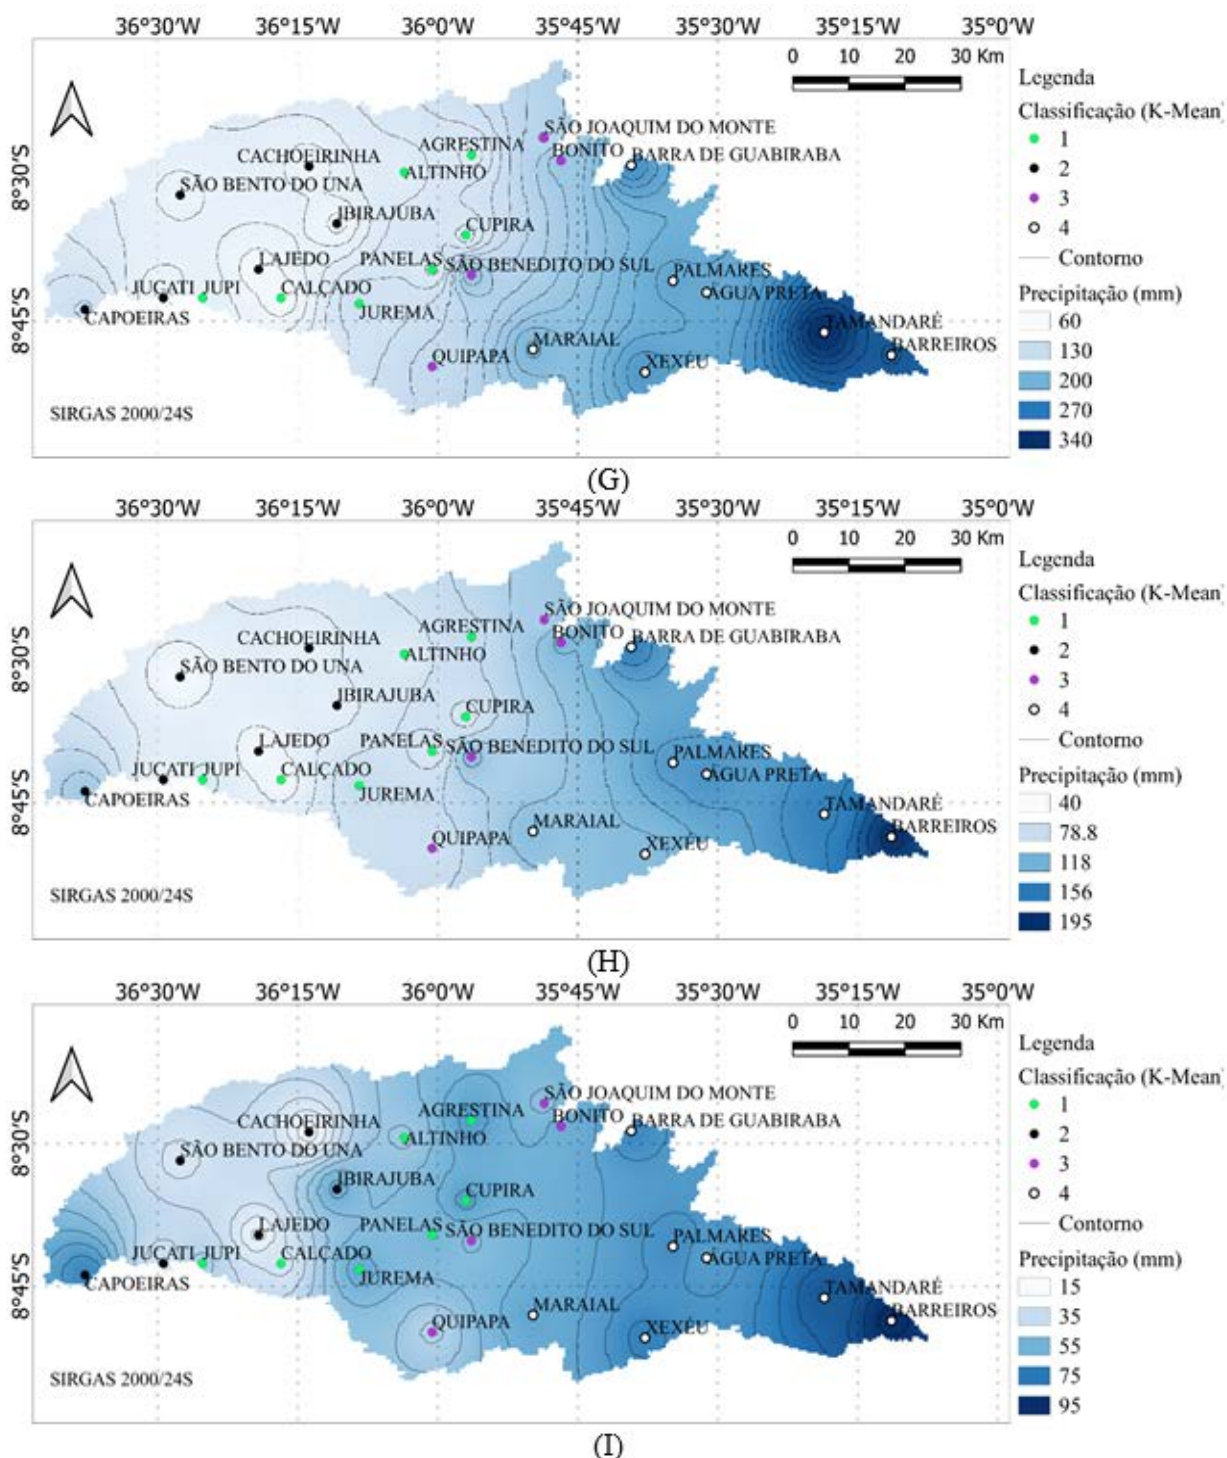 36°30'W 36°15'W 36°0'W 35°45'W 35°30'W 35°15'W 35°0'W
0 10 20 30 Km
Legenda
Classificação (K-Mean
1
2
3
4
Contorno
Precipitação (mm)
60
130
200
270
340
8°30'S
8°45'S
SÃO JOAQUIM DO MONTE
AGRESTINA
BONITO
BARRA DE GUABIRABA
CACHOEIRINHA
ALTINHO
SÃO BENTO DO UNA
IBIRAJUBA
CUPIRA
LAJEDO
PANELAS
SÃO BENEDITO DO SUL
PALMARES
JUCATI JUPI
CALÇADO
ÁGUA PRETA
JUREMA
CAPOEIRAS
TAMANDARÉ
MARAIAL
BARREIROS
QUIPAPA
XEXÉU
SIRGAS 2000/24S
(G)
36°30'W 36°15'W 36°0'W 35°45'W 35°30'W 35°15'W 35°0'W
0 10 20 30 Km
Legenda
Classificação (K-Mean
1
2
3
4
Contorno
Precipitação (mm)
40
78.8
118
156
195
8°30'S
8°45'S
SÃO JOAQUIM DO MONTE
AGRESTINA
BONITO
BARRA DE GUABIRABA
CACHOEIRINHA
ALTINHO
SÃO BENTO DO UNA
IBIRAJUBA
CUPIRA
LAJEDO
PANELAS
SÃO BENEDITO DO SUL
PALMARES
JUCATI JUPI
CALÇADO
ÁGUA PRETA
JUREMA
CAPOEIRAS
TAMANDARÉ
MARAIAL
BARREIROS
QUIPAPA
XEXÉU
SIRGAS 2000/24S
(H)
36°30'W 36°15'W 36°0'W 35°45'W 35°30'W 35°15'W 35°0'W
0 10 20 30 Km
Legenda
Classificação (K-Mean
1
2
3
4
Contorno
Precipitação (mm)
15
35
55
75
95
8°30'S
8°45'S
SÃO JOAQUIM DO MONTE
AGRESTINA
BONITO
BARRA DE GUABIRABA
CACHOEIRINHA
ALTINHO
SÃO BENTO DO UNA
IBIRAJUBA
CUPIRA
LAJEDO
PANELAS
SÃO BENEDITO DO SUL
PALMARES
JUCATI JUPI
CALÇADO
ÁGUA PRETA
JUREMA
CAPOEIRAS
TAMANDARÉ
MARAIAL
BARREIROS
QUIPAPA
XEXÉU
SIRGAS 2000/24S
(I)